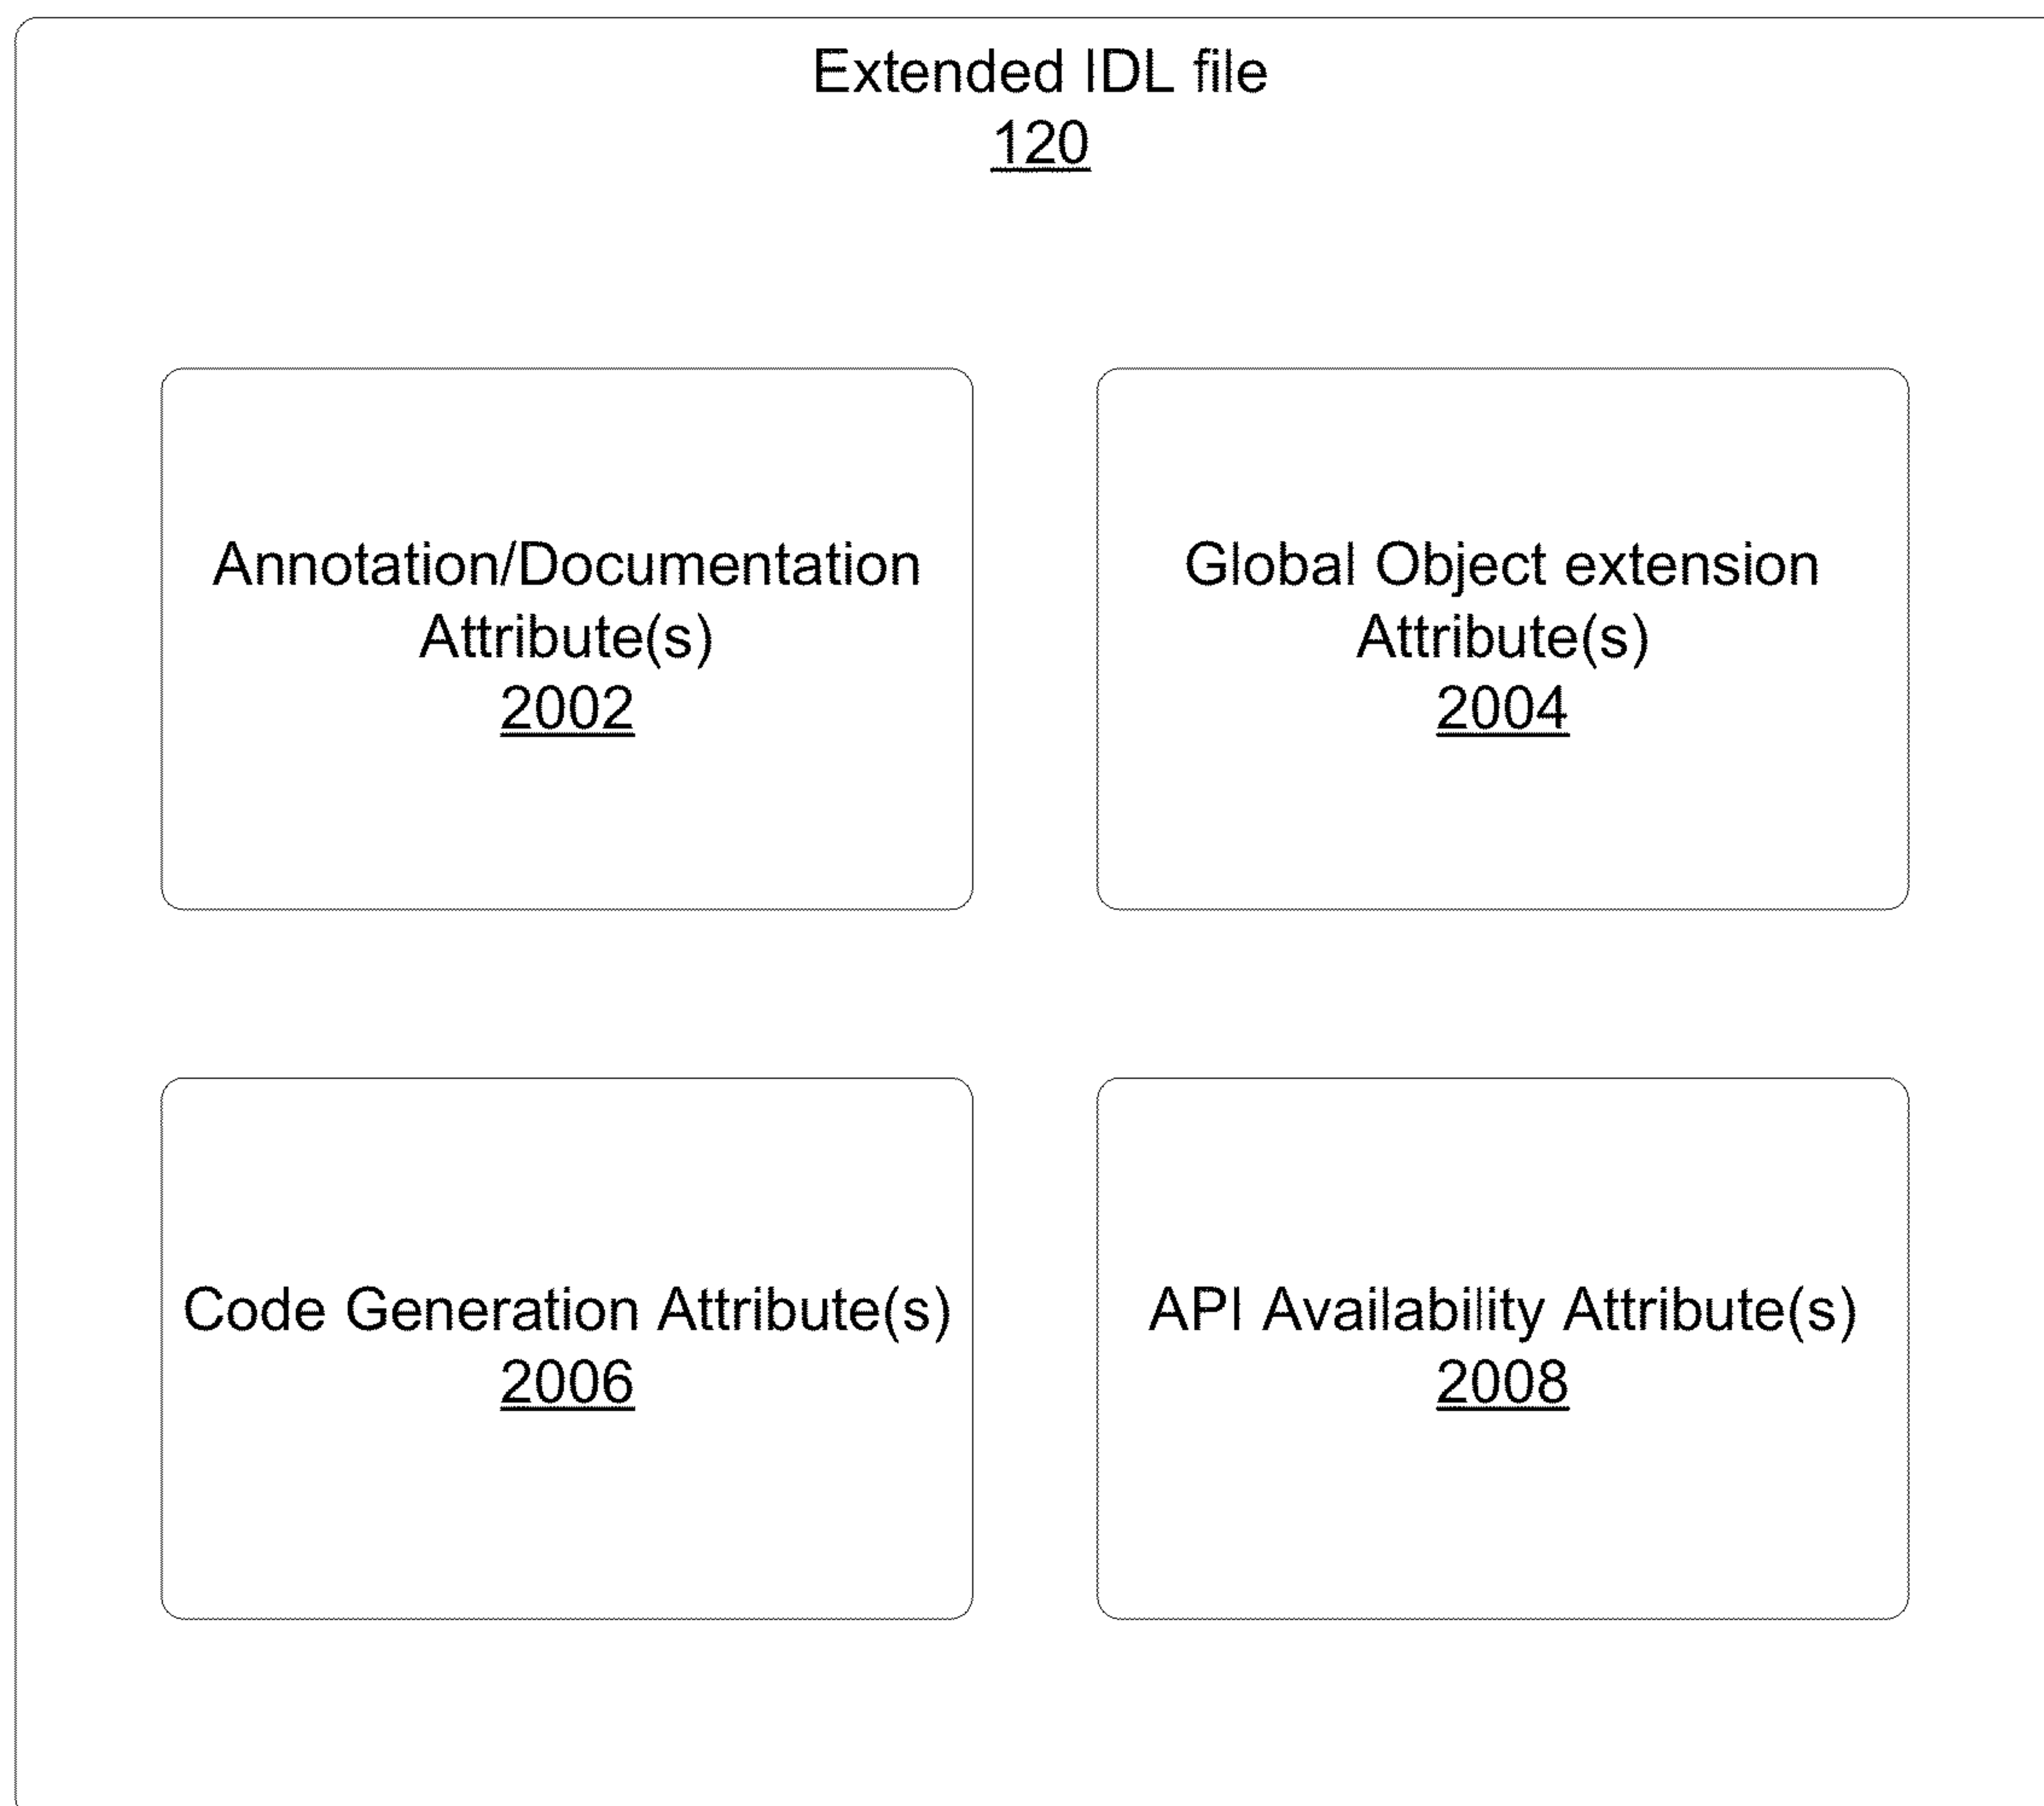 Extended IDL file
120
Annotation/Documentation
Attribute(s)
2002
Global Object extension
Attribute(s)
2004
Code Generation Attribute(s)
2006
API Availability Attribute(s)
2008